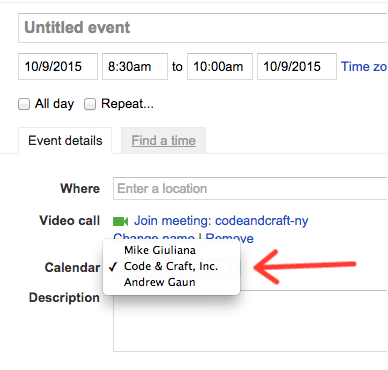 Untitled event
10/9/2015 8:30am to 10:00am 10/9/2015 Time zo
All day Repeat...
Event details Find a time
Where Enter a location
Video call Join meeting: codeandcraft-ny
Change name | Remove
Mike Giuliana
Calendar ✓ Code & Craft, Inc.
Andrew Gaun
Description